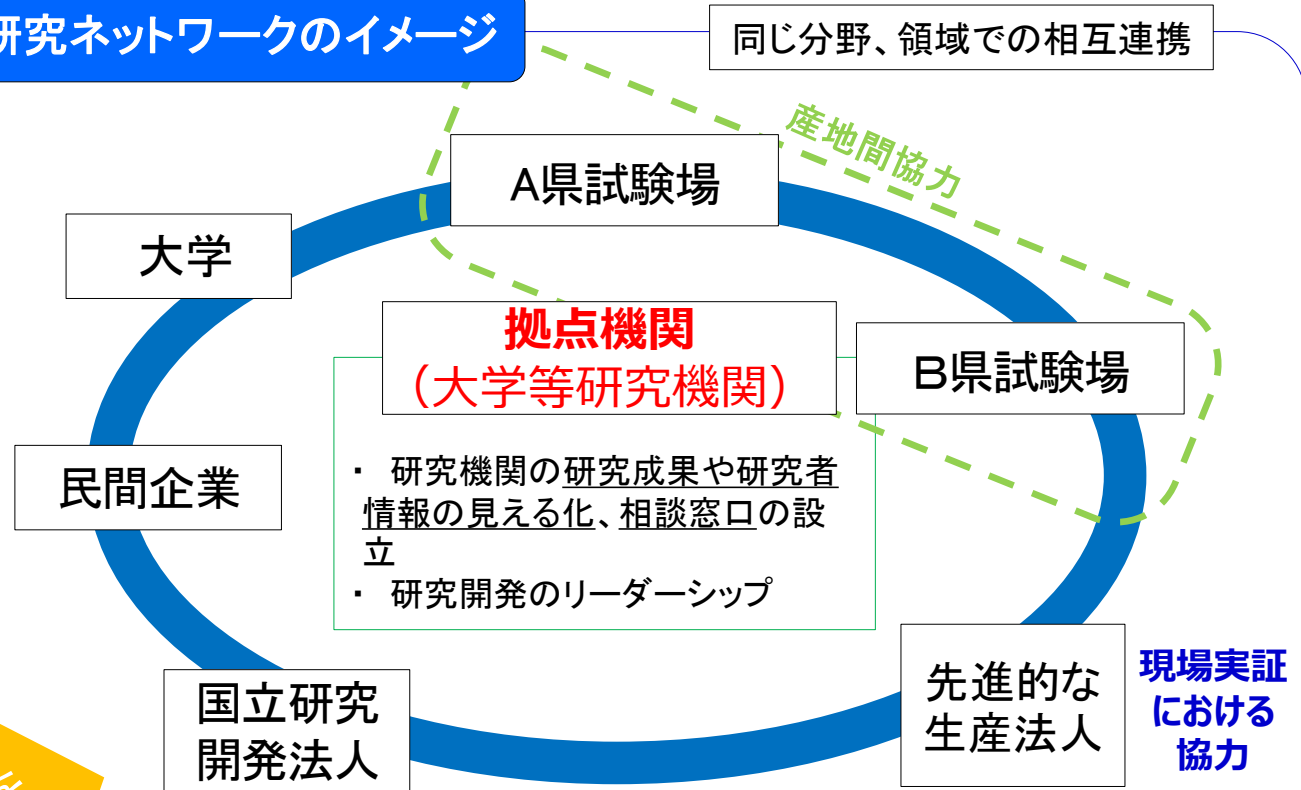 研究ネットワークのイメージ
同じ分野、領域での相互連携
産地間協力
A県試験場
大学
拠点機関
（大学等研究機関）
B県試験場
民間企業
・ 研究機関の研究成果や研究者
情報の見える化、相談窓口の設
立
・ 研究開発のリーダーシップ
国立研究
開発法人
先進的な
生産法人
現場実証
における
協力